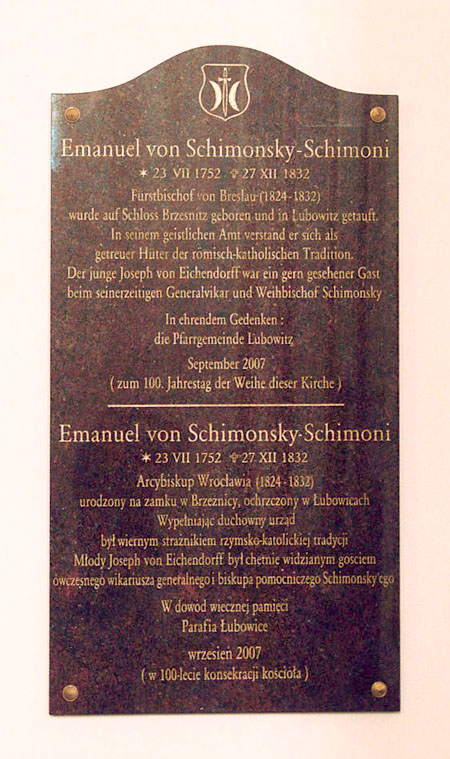 Emanuel von Schimonsky-Schimoni
✶ 23 VII 1752 ✞ 27 XII 1832
Fürstbischof von Breslau (1824-1832)
wurde auf Schloss Brzesnitz geboren und in Lubowitz getauft.
In seinem geistlichen Amt verstand er sich als
getreuer Hüter der römisch-katholischen Tradition.
Der junge Joseph von Eichendorff war ein gern gesehener Gast
beim seinerzeitigen Generalvikar und Weihbischof Schimonsky
In ehrendem Gedenken :
die Pfarrgemeinde Lubowitz
September 2007
( zum 100. Jahrestag der Weihe dieser Kirche )
Emanuel von Schimonsky-Schimoni
✶ 23 VII 1752 ✞ 27 XII 1832
Arcybiskup Wrocławia (1824-1832)
urodzony na zamku w Brzeznicy, ochrzczony w Łubowicach
Wypełniając duchowny urząd
był wiernym strażnikiem rzymsko-katolickiej tradycji
Młody Joseph von Eichendorff był chetnie widzianym gosciem
ówczęsnego wikariusza generalnego i biskupa pomocniczego Schimonsky'ego
W dowód wiecznej pamięci
Parafia Łubowice
wrzesień 2007
( w 100-lecie konsekracji kościoła )